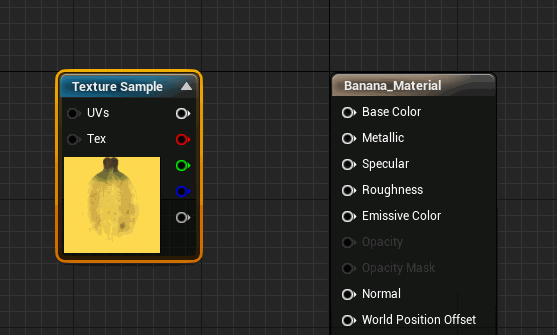 Texture Sample
UVs
Tex
Banana_Material
Base Color
Metallic
Specular
Roughness
Emissive Color
Opacity
Opacity Mask
Normal
World Position Offset